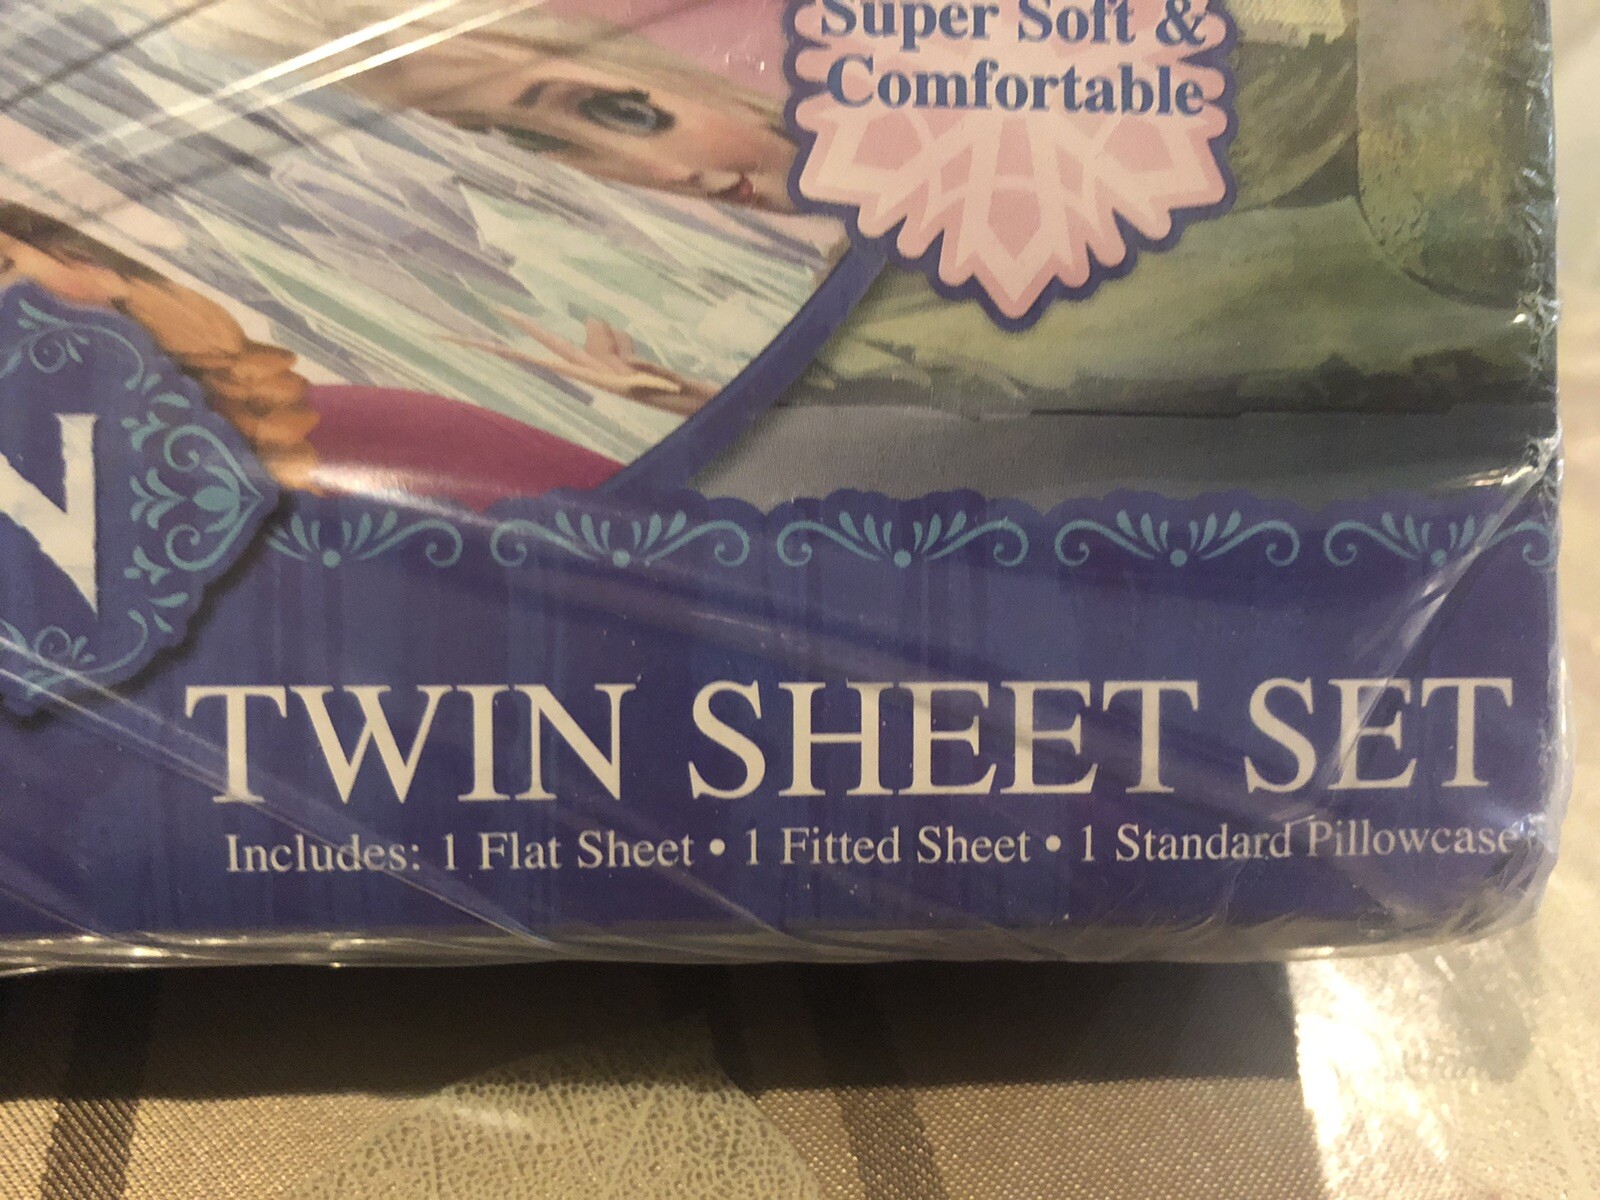 Super Soft &
Comfortable
N
TWIN SHEET SET
Includes: 1 Flat Sheet • 1 Fitted Sheet • 1 Standard Pillowcase